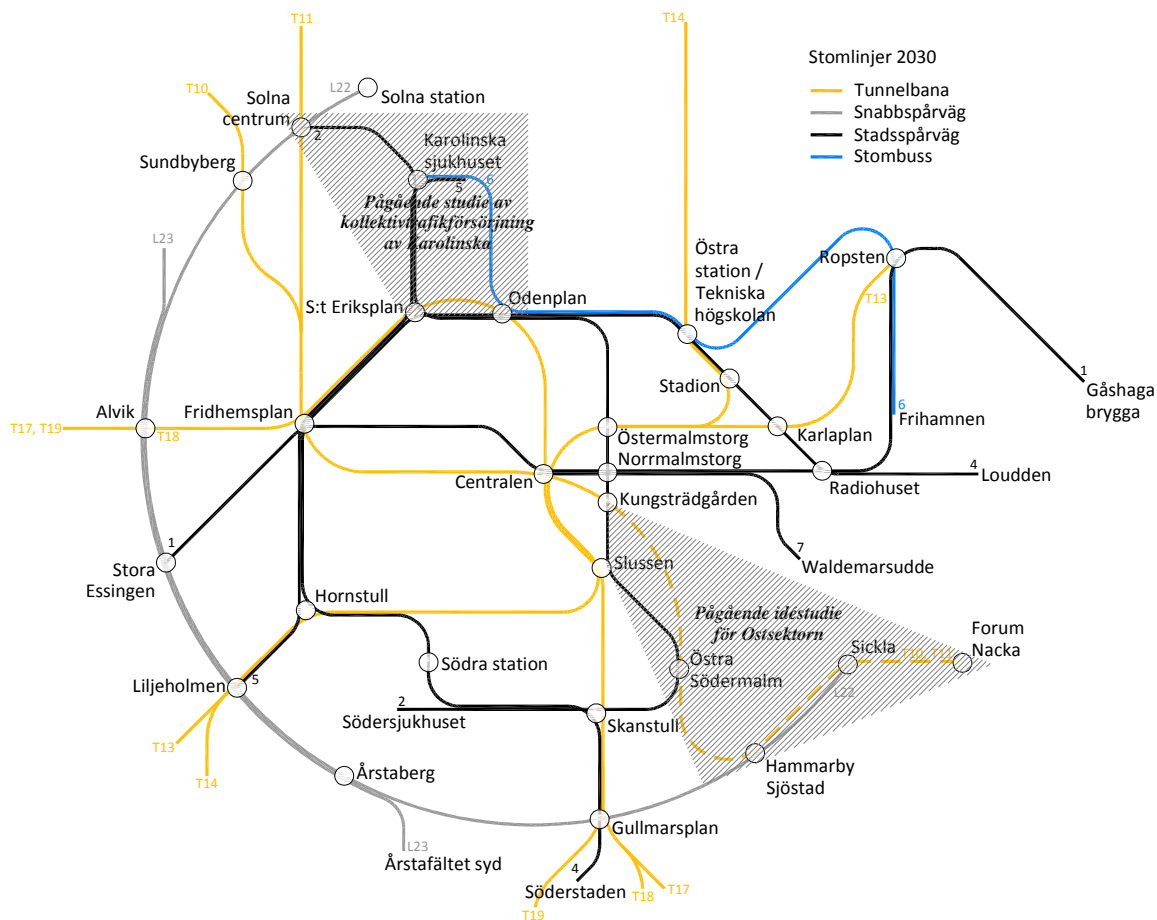 T11
T14
Stomlinjer 2030
Tunnelbana
Snabbspårväg
Stadsspårväg
Stombuss
T10
L22
Solna station
Solna
centrum
2
Karolinska
sjukhuset
5
6
Sundbyberg
Pågående studie av
kollektivtrafikförsörjning
av Karolinska
L23
Östra
station /
Tekniska
högskolan
Ropsten
T13
S:t Eriksplan
Odenplan
Stadion
1
Gåshaga
brygga
Alvik
T17, T19
T18
Fridhemsplan
Östermalmstorg
Karlaplan
6
Frihamnen
Norrmalmstorg
Centralen
Radiohuset
4
Loudden
Kungsträdgården
1
Stora
Essingen
7
Waldemarsudde
Slussen
Hornstull
Pågående idéstudie
för Ostsektorn
Forum
Nacka
Sickla
T10, T11
L22
Södra station
Östra
Södermalm
Liljeholmen
5
2
Södersjukhuset
Skanstull
T13
T14
Årstaberg
Hammarby
Sjöstad
Gullmarsplan
L23
Årstafältet syd
4
Söderstaden
T19
T18
T17